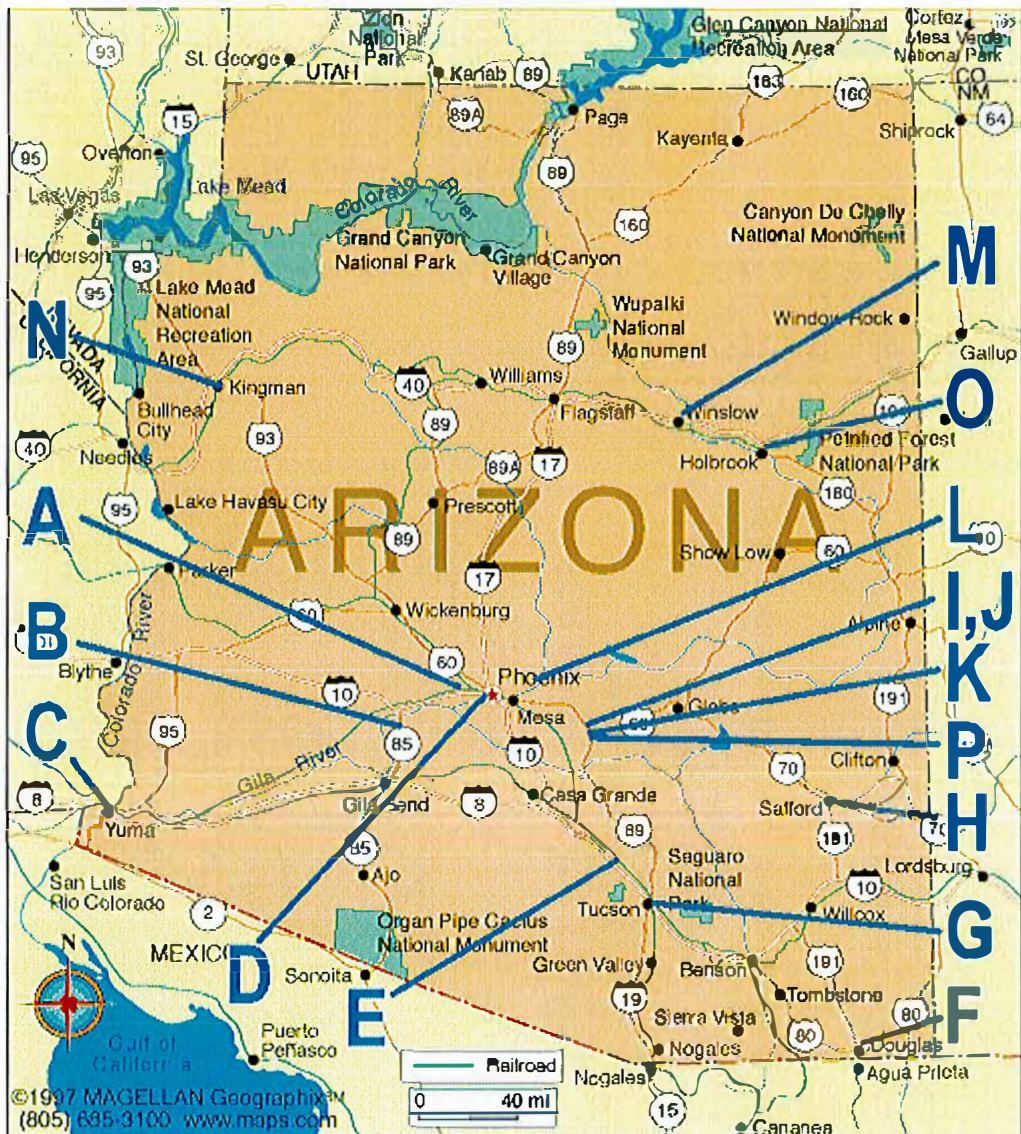 Zion
National
Park
Glen Canyon National
Recreation Area
Cortez
Mesa Verde
National Park
93
St. George
UTAH
Kanab
89
163
160
CO
NM
89A
Page
15
Kayenta
Shiprock
64
95
Overton
89
Las Vegas
Lake Mead
Colorado
River
160
Canyon De Chelly
National Monument
M
Henderson
93
Grand Canyon
National Park
Grand Canyon
Village
95
Lake Mead
National
Recreation
Area
Wupatki
National
Monument
Window Rock
N
NEVADA
CALIFORNIA
89
Gallup
Kingman
40
Williams
Flagstaff
Winslow
O
Bullhead
City
93
89
40
Needles
89A
17
Holbrook
Petrified Forest
National Park
95
Lake Havasu City
Prescott
180
A
ARIZONA
L
89
Show Low
60
Parker
17
Wickenburg
60
I,J
Alpine
B
Blythe
Colorado River
60
Phoenix
K
10
Mesa
Globe
191
C
95
85
10
P
Gila River
70
Clifton
8
Gila Bend
8
Casa Grande
Safford
H
Yuma
89
191
70
85
Saguaro
National
Park
Lordsburg
San Luis
Rio Colorado
Ajo
10
2
Tucson
Willcox
G
N
MEXICO
Organ Pipe Cactus
National Monument
D
Sonoita
E
Green Valley
Benson
191
19
Tombstone
F
Sierra Vista
80
80
Gulf of
California
Puerto
Peñasco
Nogales
Douglas
Railroad
Nogales
Agua Prieta
©1997 MAGELLAN Geographix℠
0 40 mi
(805) 685-3100 www.maps.com
15
Cananea